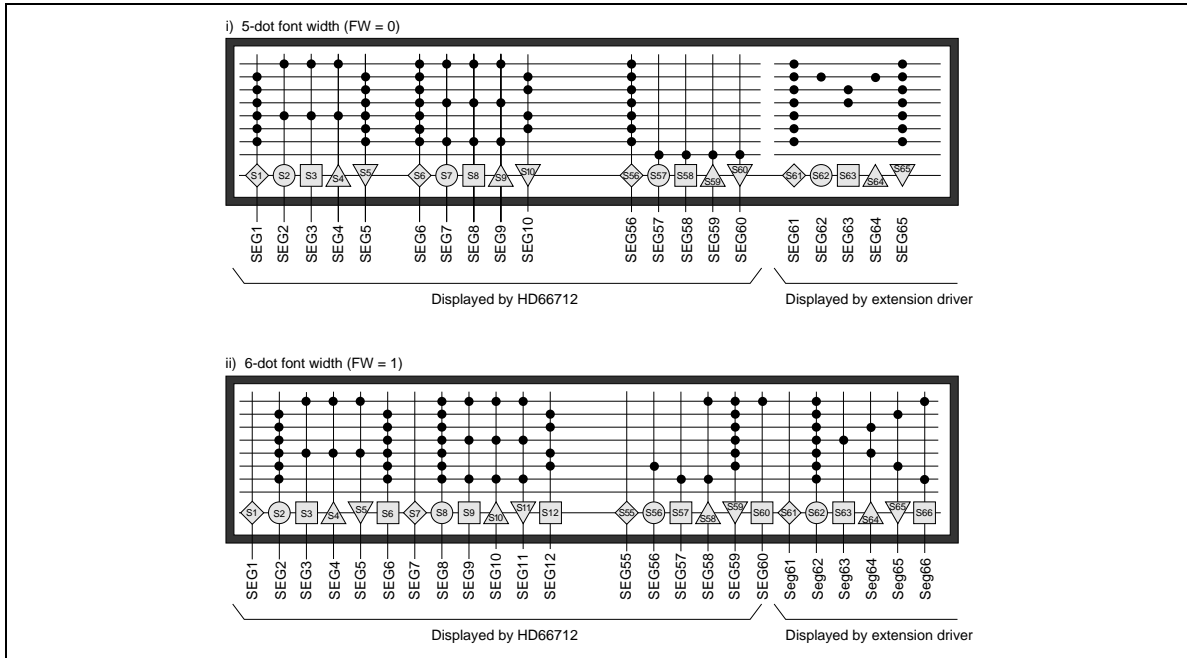 i) 5-dot font width (FW = 0)
S1 S2 S3 S4 S5 S6 S7 S8 S9 S10 S56 S57 S58 S59 S60 S61 S62 S63 S64 S65
SEG1 SEG2 SEG3 SEG4 SEG5 SEG6 SEG7 SEG8 SEG9 SEG10 SEG56 SEG57 SEG58 SEG59 SEG60 SEG61 SEG62 SEG63 SEG64 SEG65
Displayed by HD66712 Displayed by extension driver
ii) 6-dot font width (FW = 1)
S1 S2 S3 S4 S5 S6 S7 S8 S9 S10 S11 S12 S55 S56 S57 S58 S59 S60 S61 S62 S63 S64 S65 S66
SEG1 SEG2 SEG3 SEG4 SEG5 SEG6 SEG7 SEG8 SEG9 SEG10 SEG11 SEG12 SEG55 SEG56 SEG57 SEG58 SEG59 SEG60 Seg61 Seg62 Seg63 Seg64 Seg65 Seg66
Displayed by HD66712 Displayed by extension driver